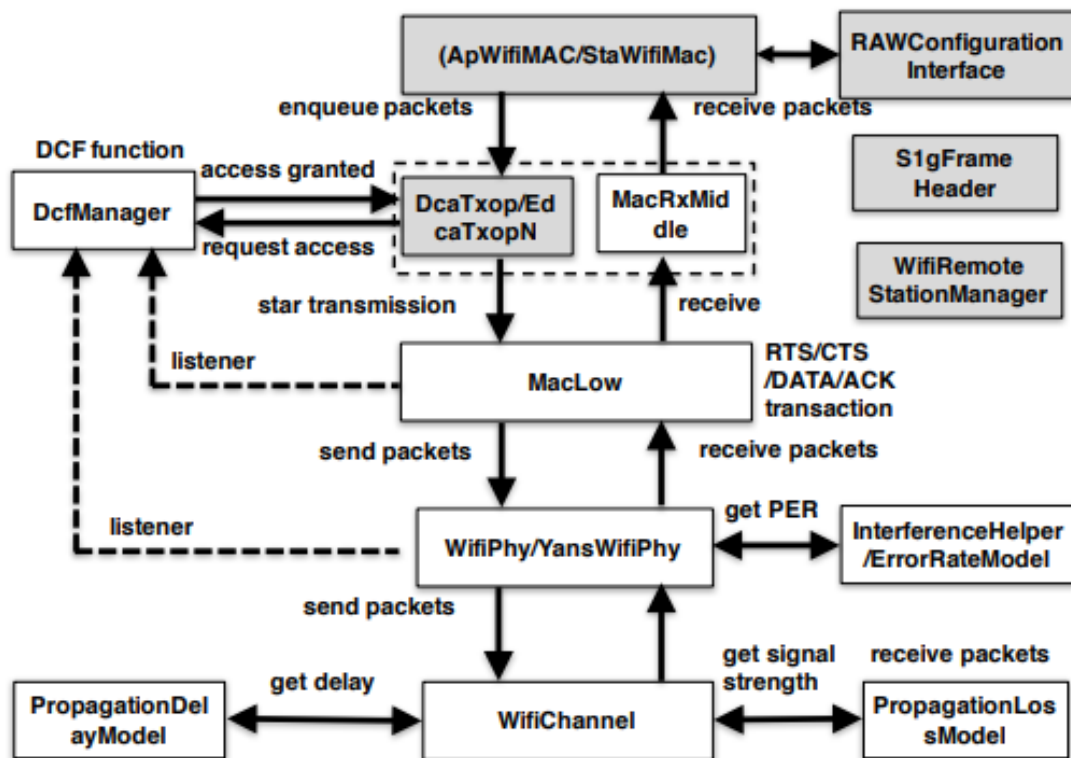 (ApWifiMAC/StaWifiMac)
RAWConfiguration
Interface
enqueue packets
receive packets
DCF function
access granted
DcfManager
request access
DcaTxop/Ed
caTxopN
MacRxMid
dle
S1gFrame
Header
WifiRemote
StationManager
star transmission
receive
listener
MacLow
RTS/CTS
/DATA/ACK
transaction
send packets
receive packets
listener
get PER
WifiPhy/YansWifiPhy
InterferenceHelper
/ErrorRateModel
send packets
get signal
strength
receive packets
get delay
PropagationDel
ayModel
WifiChannel
PropagationLos
sModel